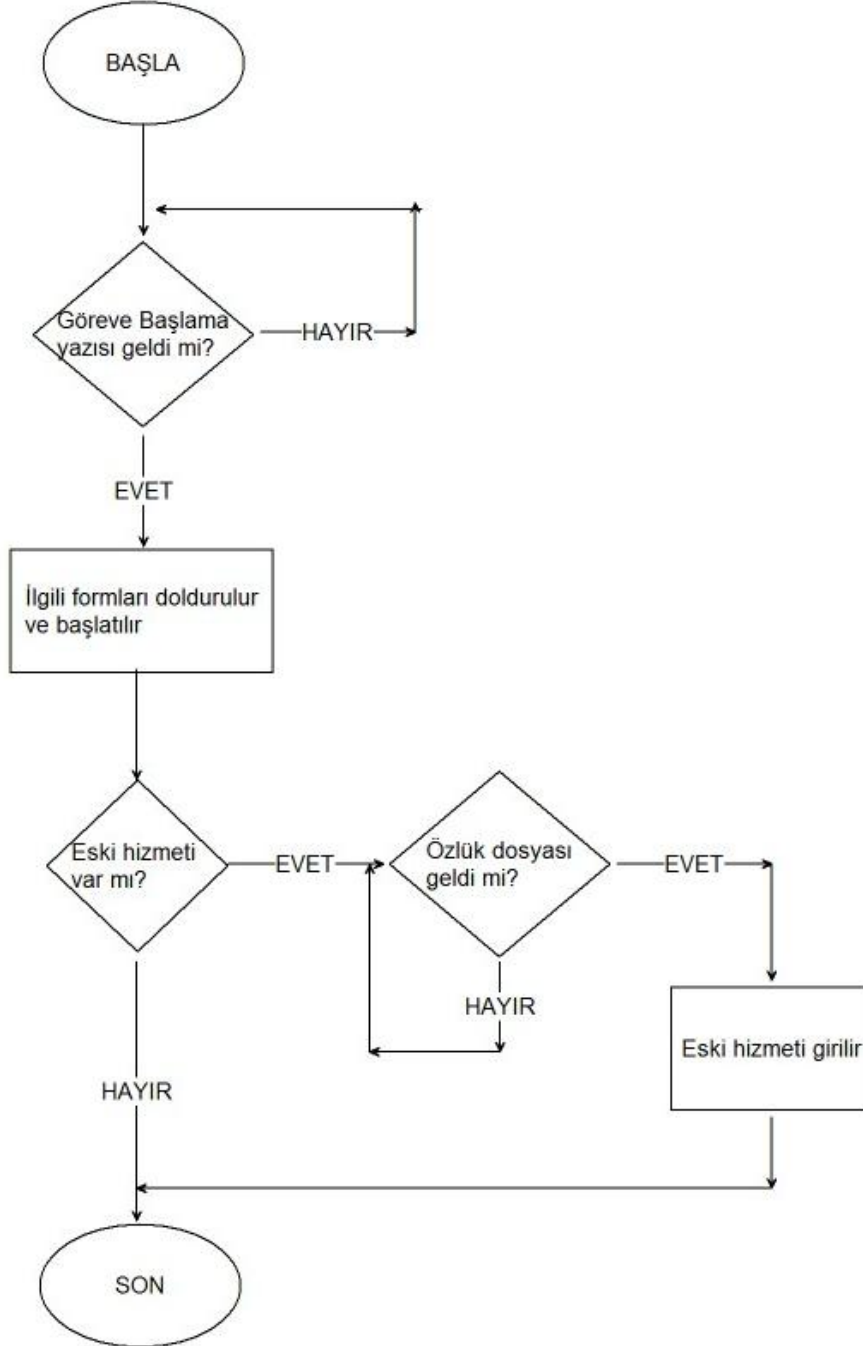 BAŞLA
Göreve Başlama
yazısı geldi mi?
HAYIR
EVET
İlgili formları doldurulur
ve başlatılır
Eski hizmeti
var mı?
EVET
Özlük dosyası
geldi mi?
EVET
HAYIR
Eski hizmeti girilir
HAYIR
SON